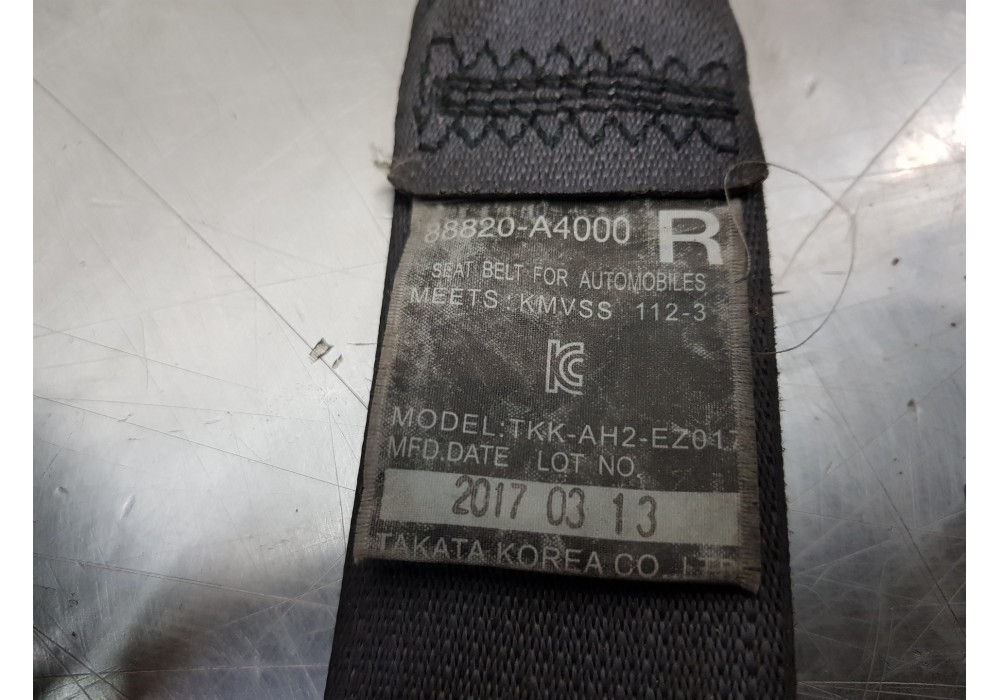 88820-A4000 R
SEAT BELT FOR AUTOMOBILES
MEETS: KMVSS 112-3
KC
MODEL:TKK-AH2-EZ017
MFD.DATE LOT NO.
2017 03 13
TAKATA KOREA CO.,LTD